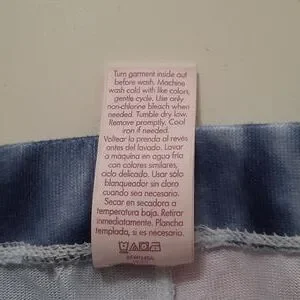 Turn garment inside out
before wash. Machine
wash cold with like colors,
gentle cycle. Use only
non-chlorine bleach when
needed. Tumble dry low.
Remove promptly. Cool
iron if needed.
Voltear la prenda al revés
antes del lavado. Lavar
a máquina en agua fría
con colores similares,
ciclo delicado. Usar solo
blanqueador sin cloro
cuando sea necesario.
Secar en secadora a
temperatura baja. Retirar
inmediatamente. Plancha
templada, si es necesario.